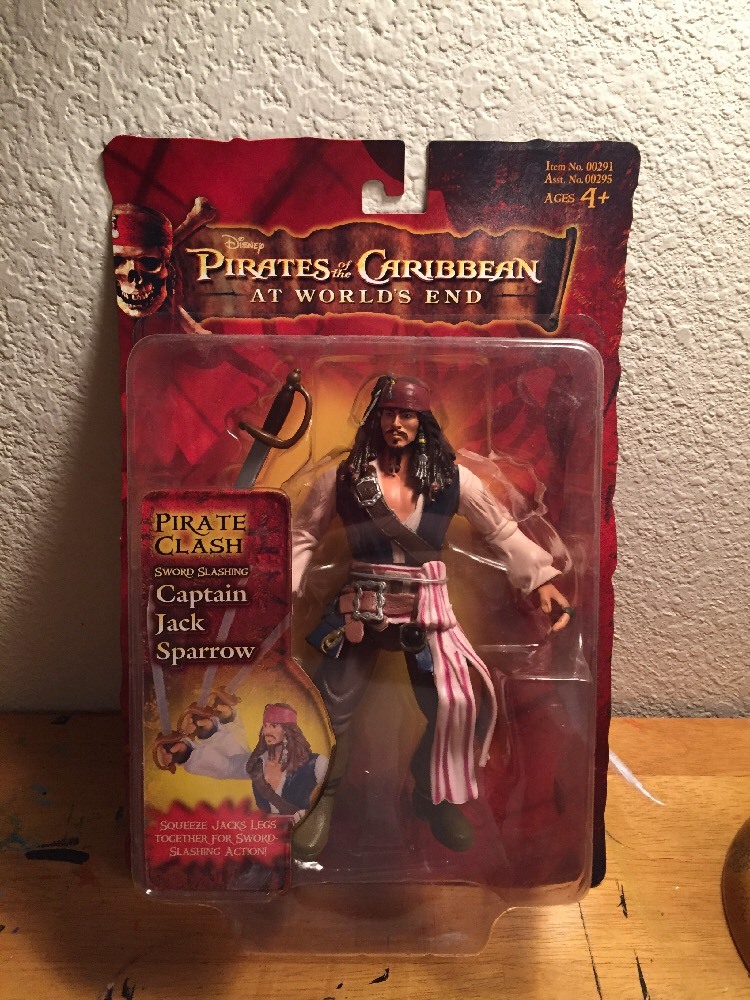 Item No. 00291
Asst. No. 00295
AGES 4+
Disney
PIRATES of the CARIBBEAN
AT WORLD'S END
PIRATE
CLASH
SWORD SLASHING
Captain
Jack
Sparrow
SQUEEZE JACKS LEGS
TOGETHER FOR SWORD-
SLASHING ACTION!